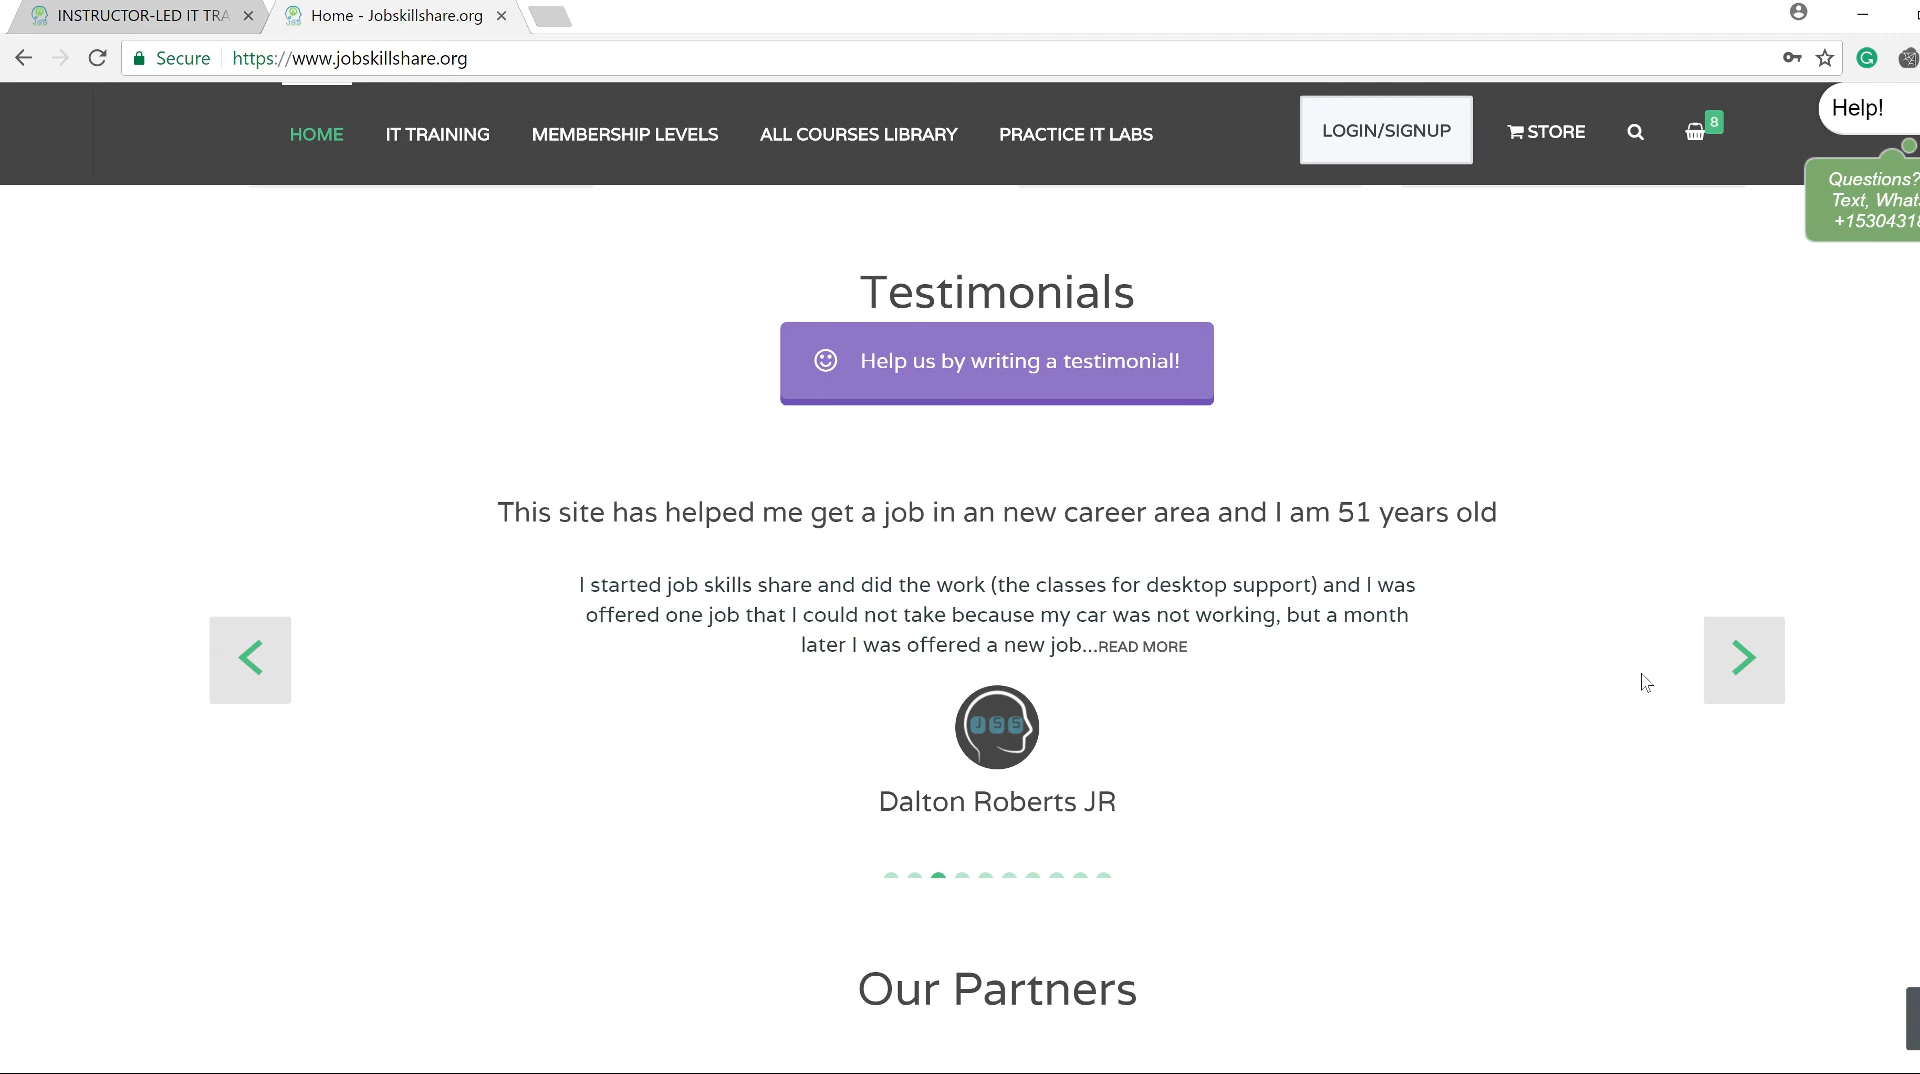 INSTRUCTOR-LED IT TRA
Home - Jobskillshare.org
Secure
https://www.jobskillshare.org
HOME
IT TRAINING
MEMBERSHIP LEVELS
ALL COURSES LIBRARY
PRACTICE IT LABS
LOGIN/SIGNUP
STORE
8
Help!
Questions?
Text, What
+1530431
Testimonials
Help us by writing a testimonial!
This site has helped me get a job in an new career area and I am 51 years old
I started job skills share and did the work (the classes for desktop support) and I was
offered one job that I could not take because my car was not working, but a month
later I was offered a new job...READ MORE
JSS
Dalton Roberts JR
Our Partners